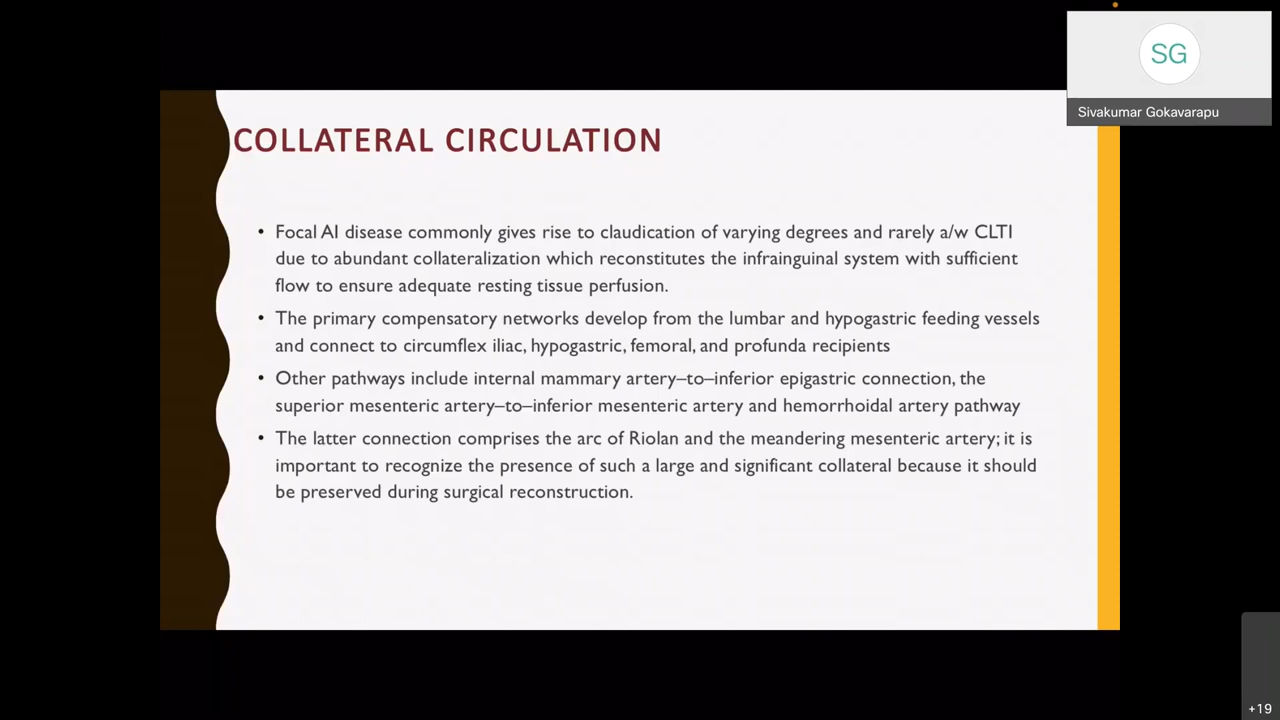 SG
Sivakumar Gokavarapu
COLLATERAL CIRCULATION
• Focal AI disease commonly gives rise to claudication of varying degrees and rarely a/w CLTI
due to abundant collateralization which reconstitutes the infrainguinal system with sufficient
flow to ensure adequate resting tissue perfusion.
• The primary compensatory networks develop from the lumbar and hypogastric feeding vessels
and connect to circumflex iliac, hypogastric, femoral, and profunda recipients
• Other pathways include internal mammary artery–to–inferior epigastric connection, the
superior mesenteric artery–to–inferior mesenteric artery and hemorrhoidal artery pathway
• The latter connection comprises the arc of Riolan and the meandering mesenteric artery; it is
important to recognize the presence of such a large and significant collateral because it should
be preserved during surgical reconstruction.
+19